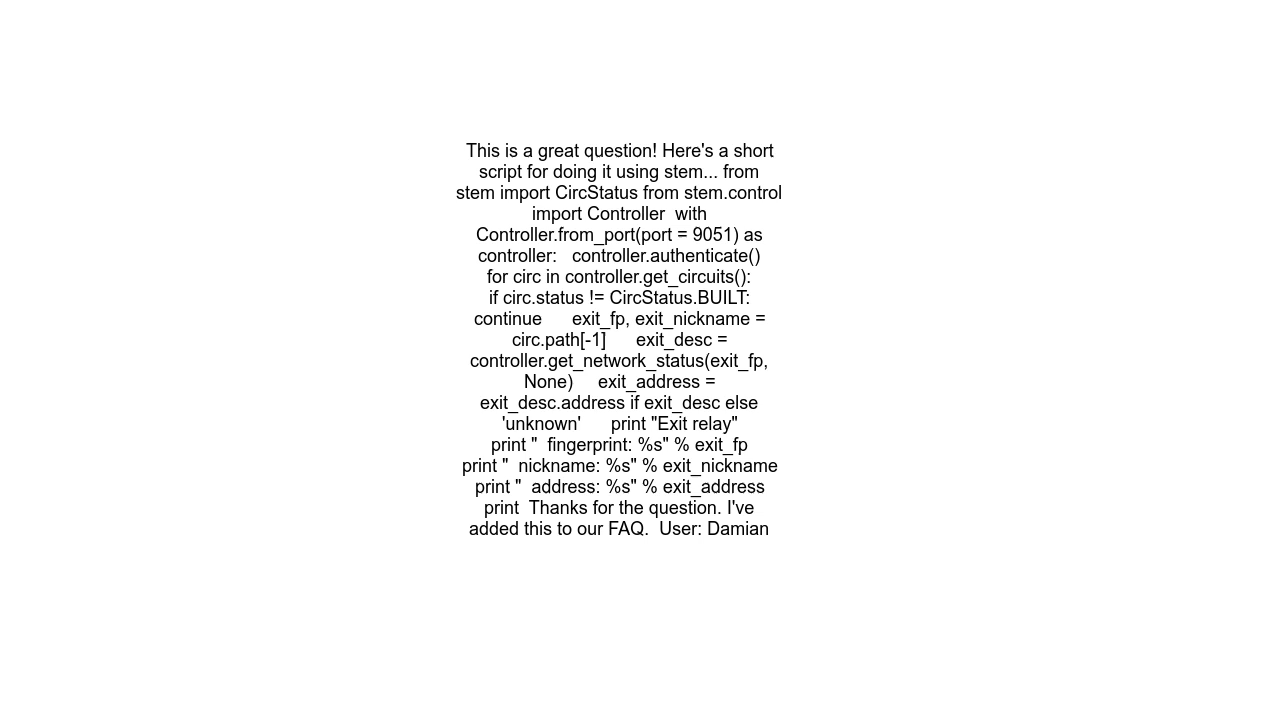 This is a great question! Here's a short
script for doing it using stem... from
stem import CircStatus from stem.control
import Controller  with
Controller.from_port(port = 9051) as
controller:   controller.authenticate()
for circ in controller.get_circuits():
if circ.status != CircStatus.BUILT:
continue      exit_fp, exit_nickname =
circ.path[-1]      exit_desc =
controller.get_network_status(exit_fp,
None)     exit_address =
exit_desc.address if exit_desc else
'unknown'      print "Exit relay"
print "  fingerprint: %s" % exit_fp
print "  nickname: %s" % exit_nickname
print "  address: %s" % exit_address
print  Thanks for the question. I've
added this to our FAQ.  User: Damian